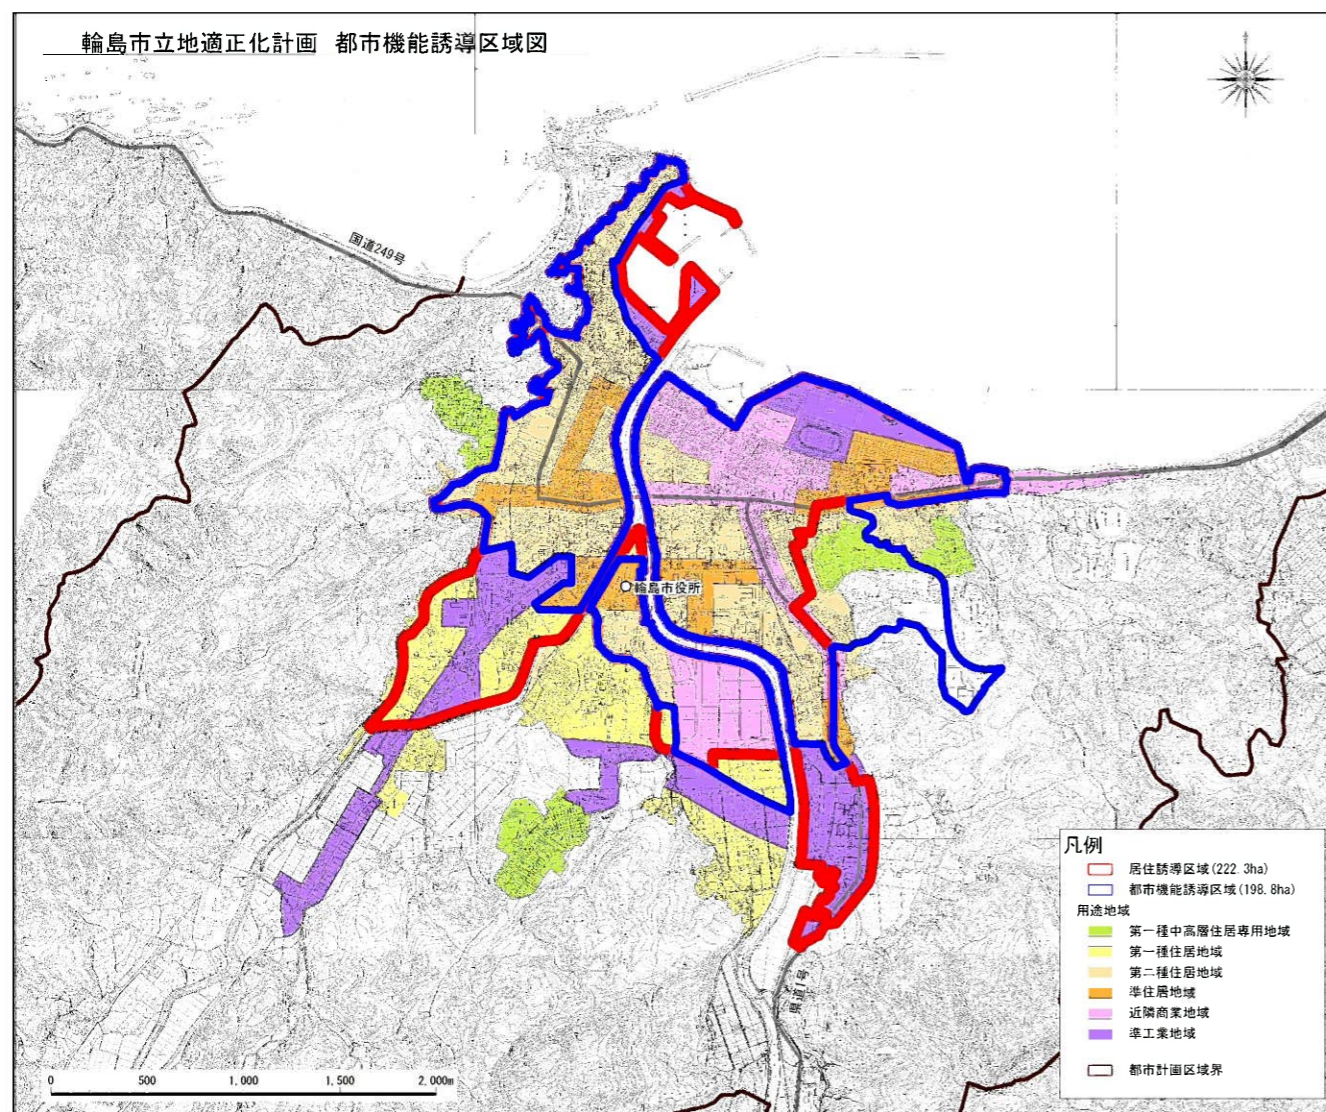 輪島市立地適正化計画 都市機能誘導区域図
国道249号
輪島市役所
県道1号
凡例
居住誘導区域(222.3ha)
都市機能誘導区域(198.8ha)
用途地域
第一種中高層住居専用地域
第一種住居地域
第二種住居地域
準住居地域
近隣商業地域
準工業地域
都市計画区域界
0 500 1,000 1,500 2,000m